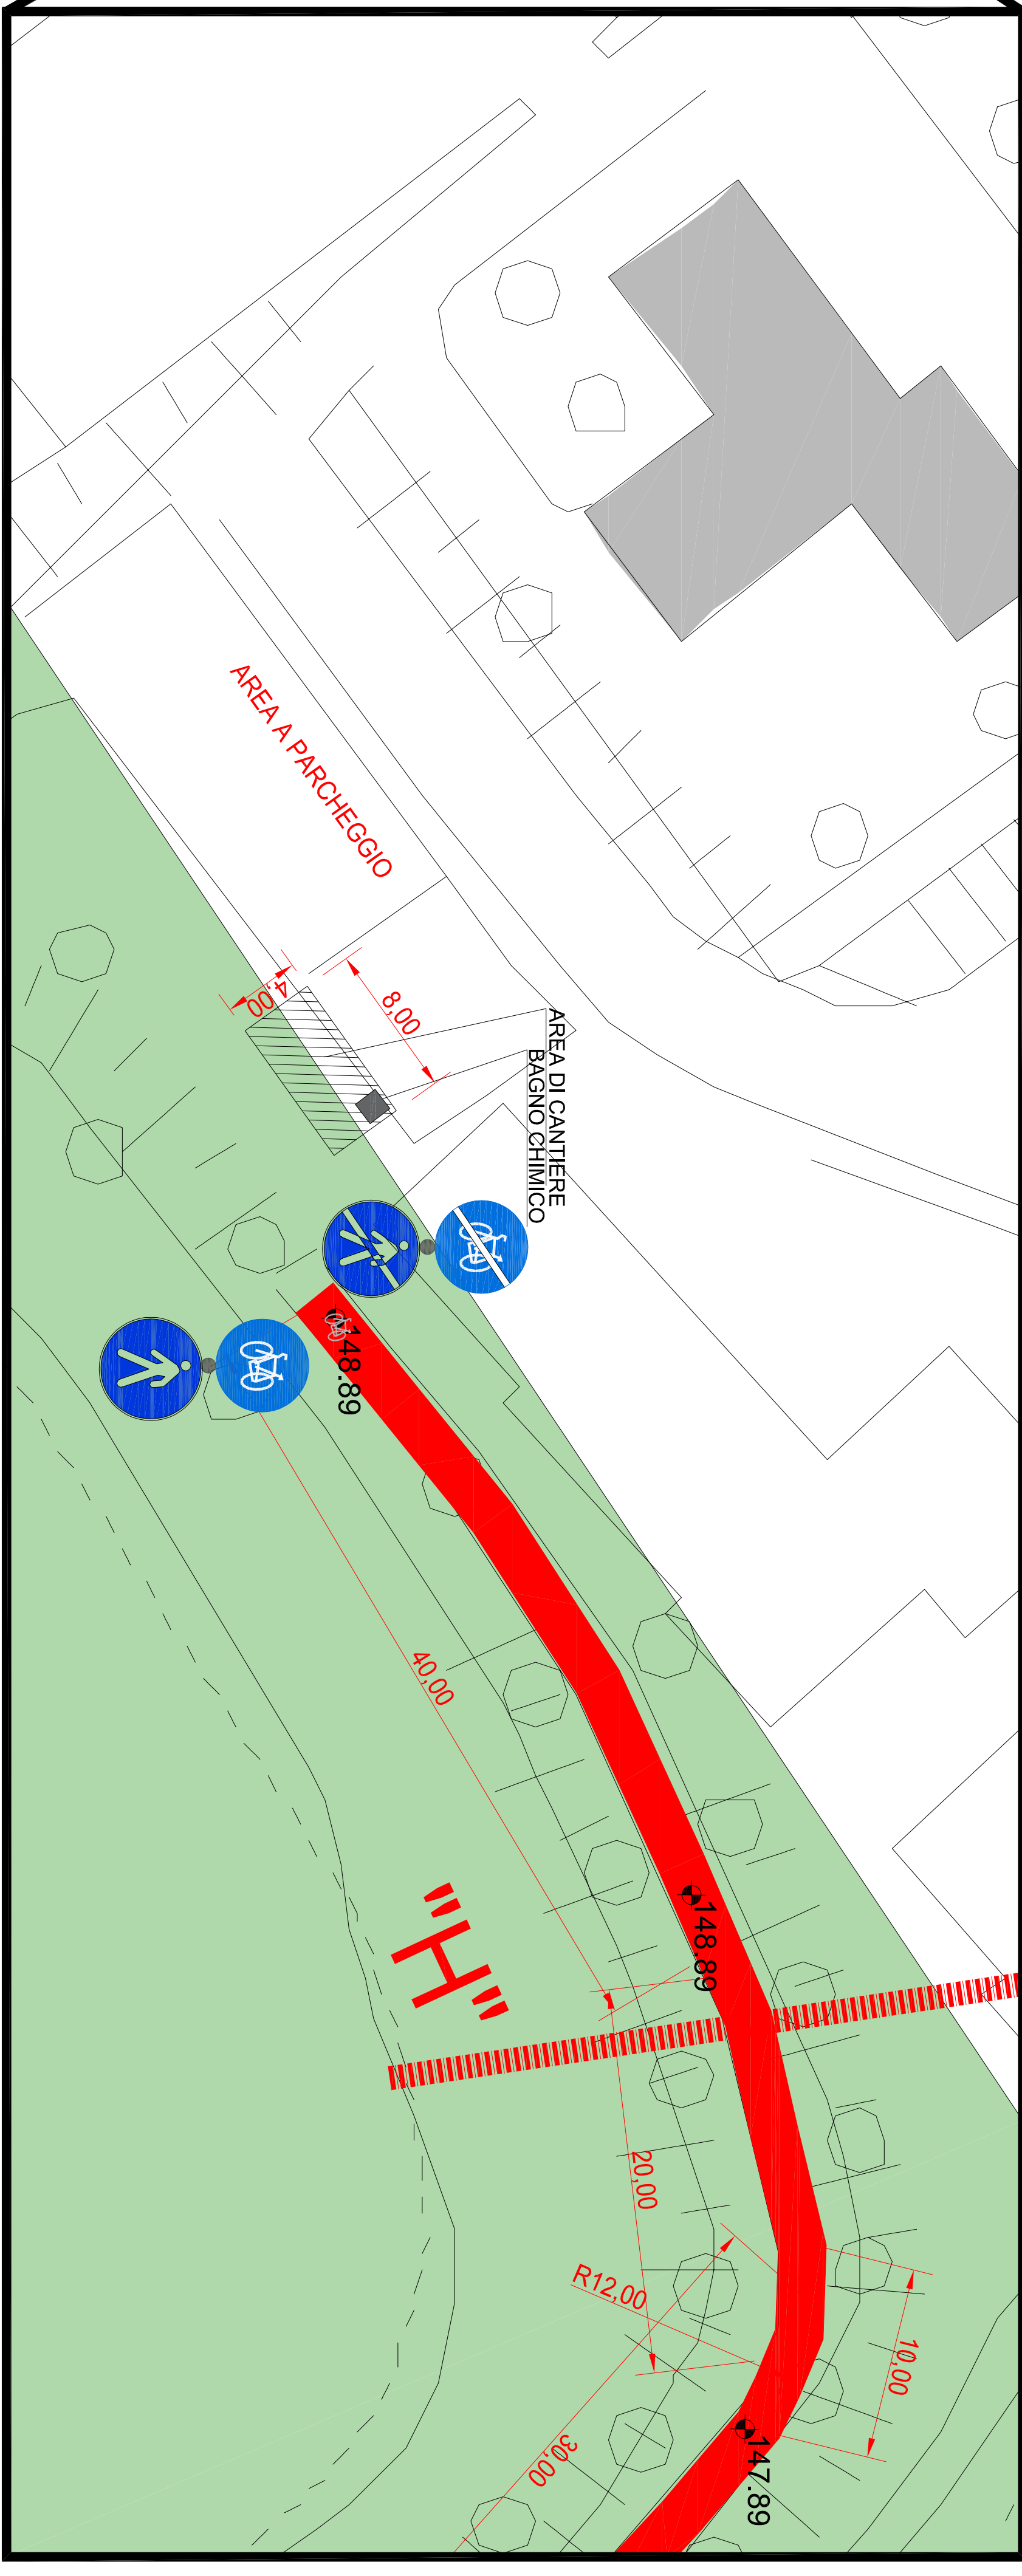 AREA A PARCHEGGIO
4,00
8,00
AREA DI CANTIERE
BAGNO CHIMICO
148.89
40,00
"H"
148.89
20,00
R12,00
10,00
30,00
147.89